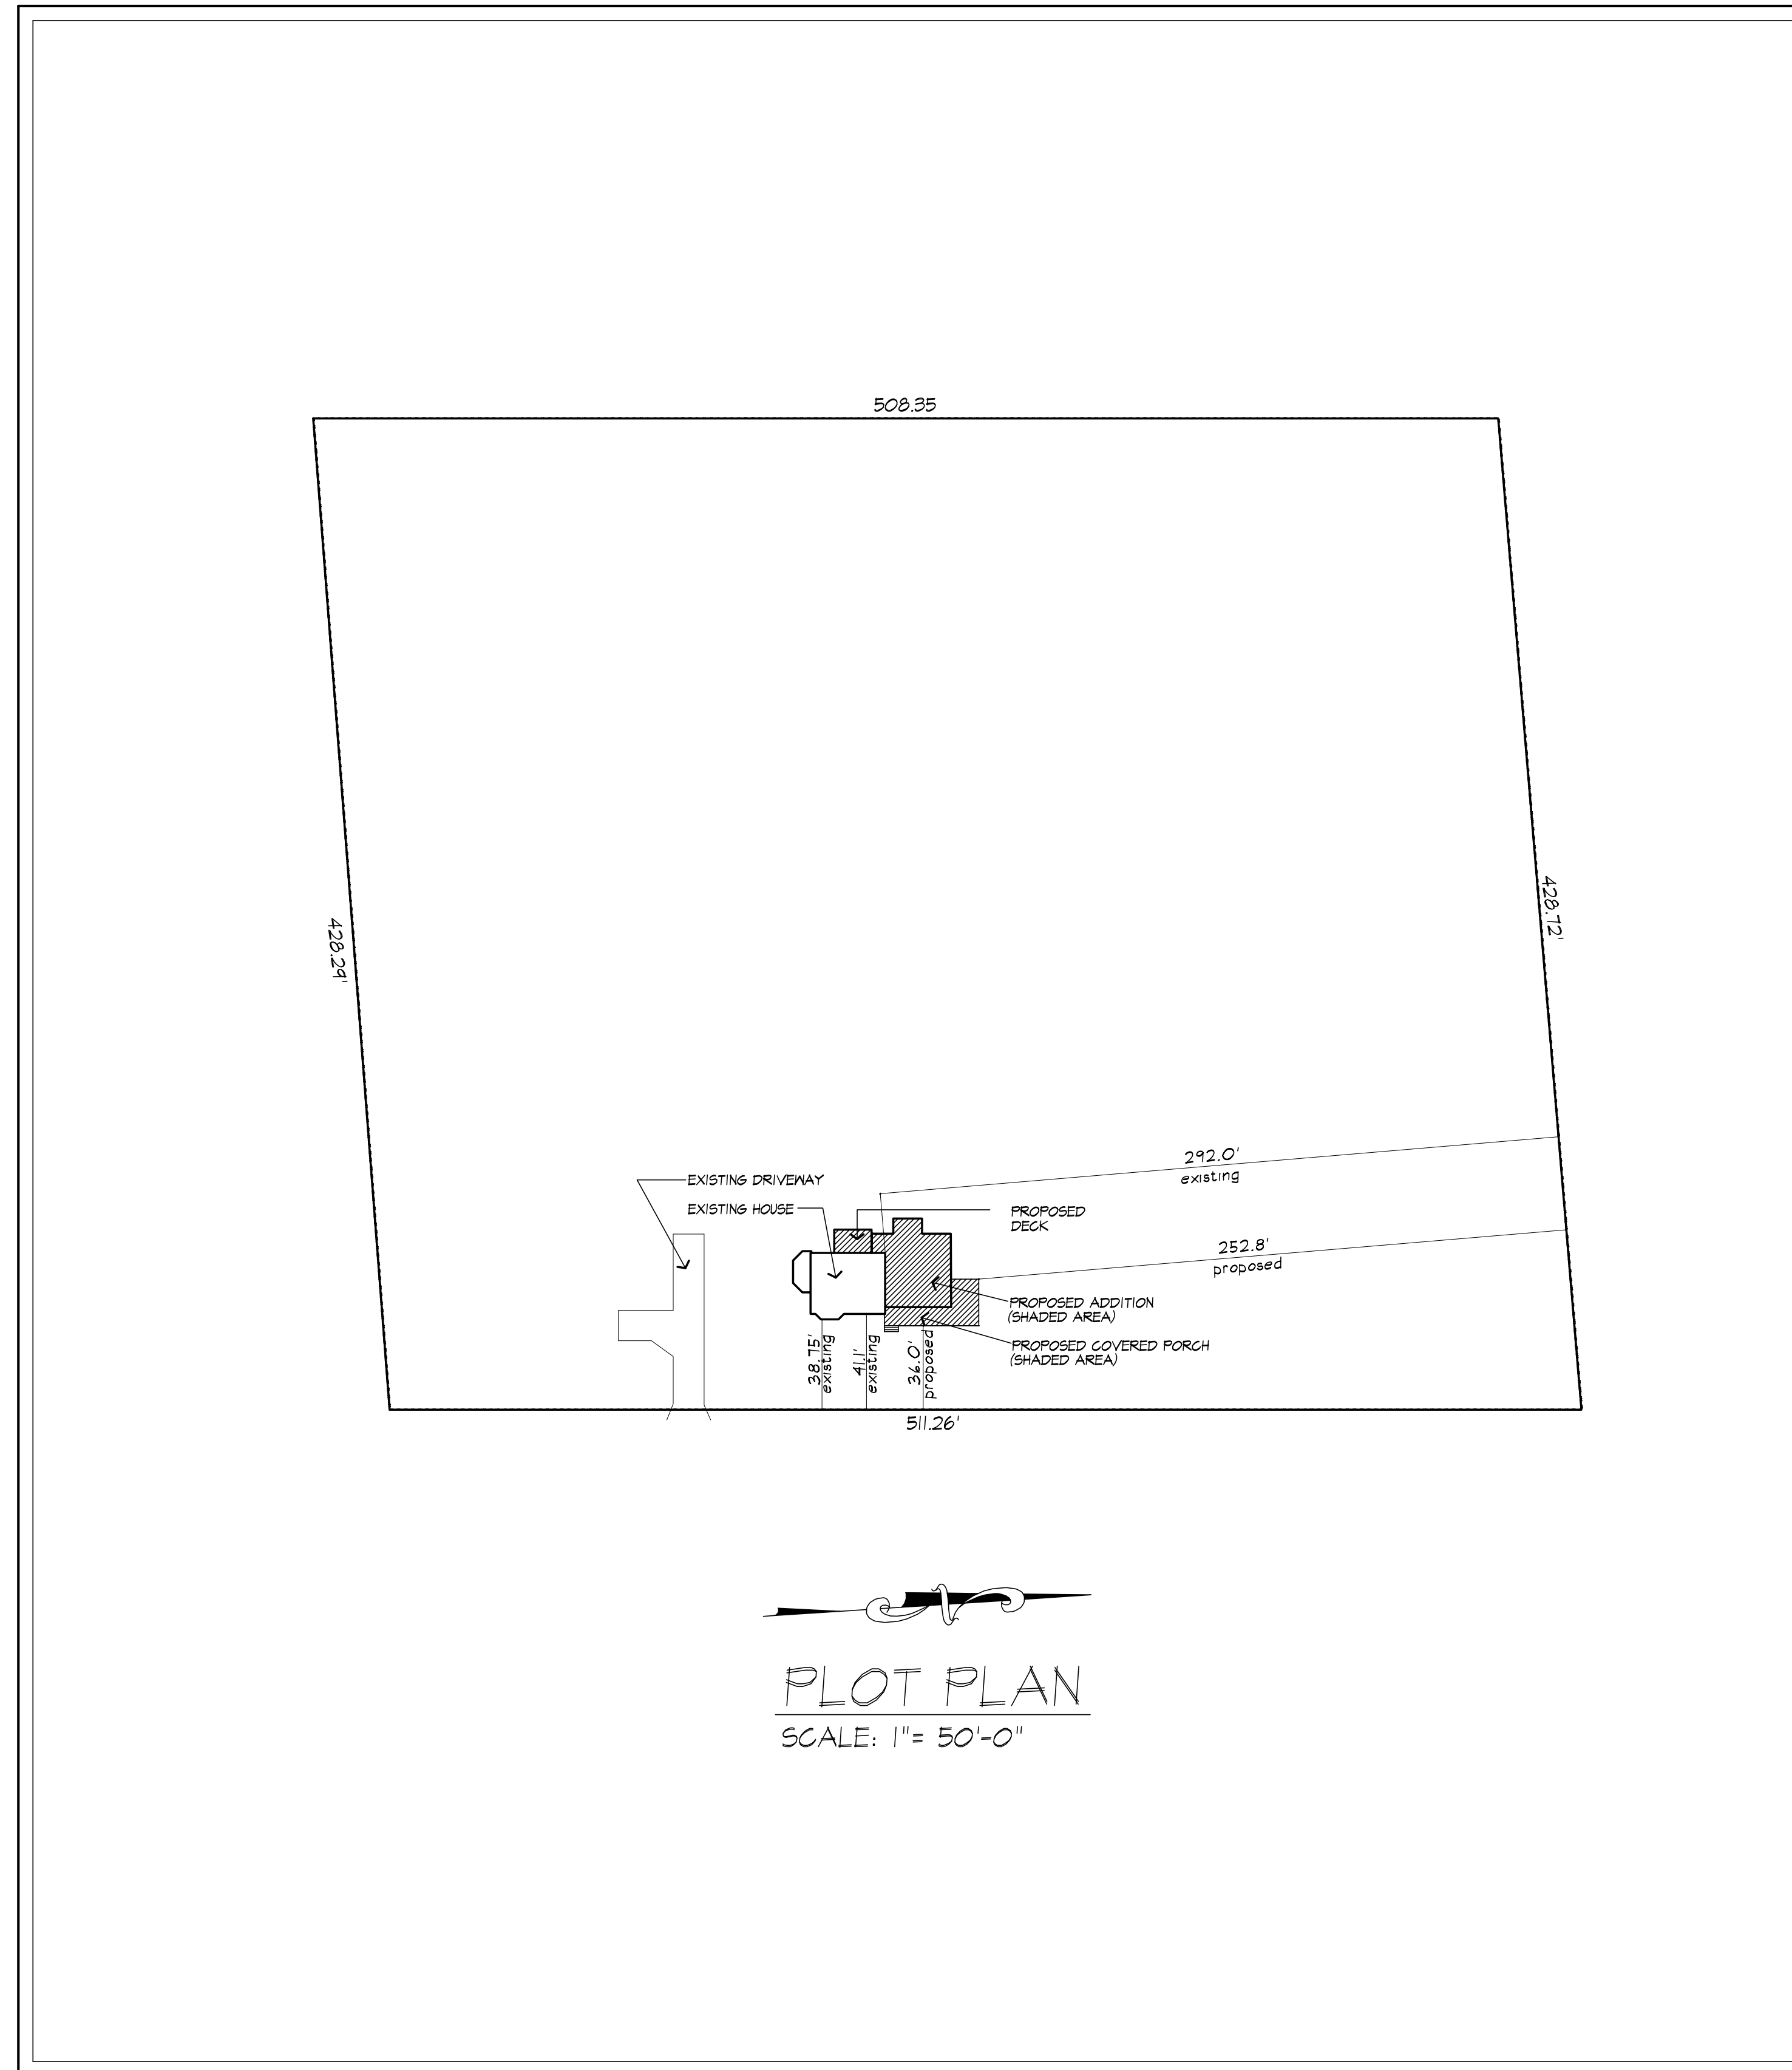 508.35
428.29'
428.72'
292.0'
existing
EXISTING DRIVEWAY
EXISTING HOUSE
PROPOSED
DECK
252.8'
proposed
PROPOSED ADDITION
(SHADED AREA)
PROPOSED COVERED PORCH
(SHADED AREA)
38.75'
existing
41.1'
existing
36.0'
proposed
511.26'
N
PLOT PLAN
SCALE: 1"= 50'-0"